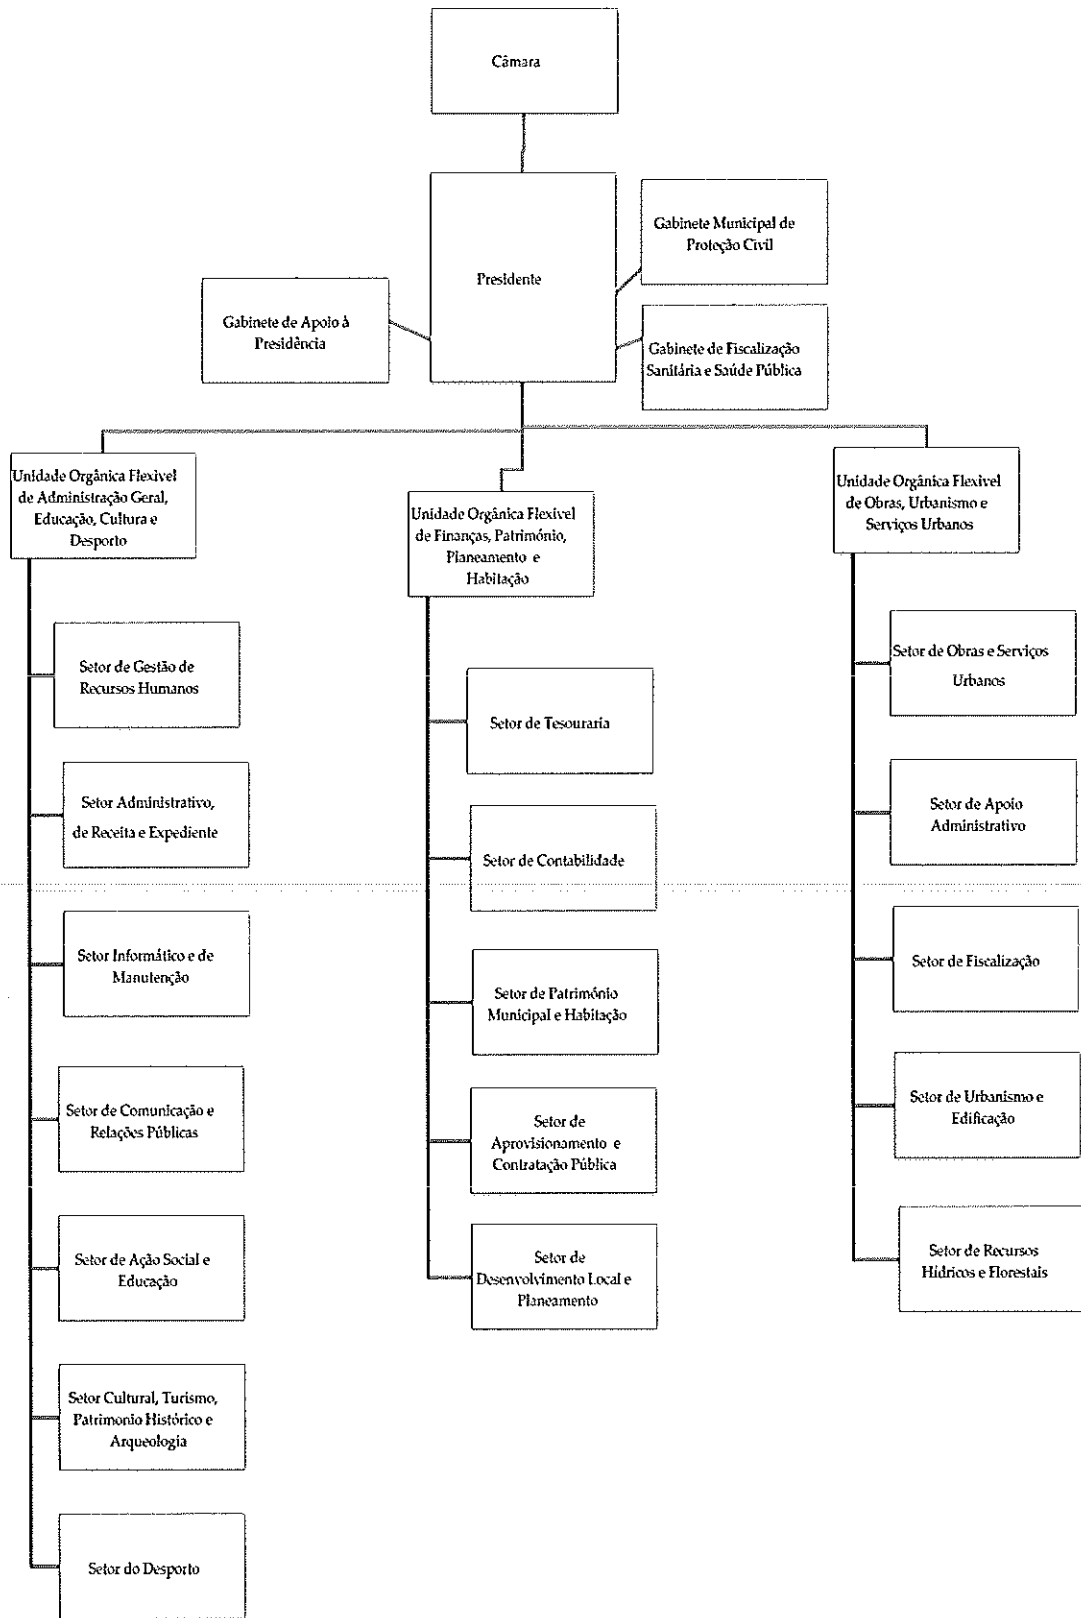 Câmara
Presidente
Gabinete Municipal de
Proteção Civil
Gabinete de Apoio à
Presidência
Gabinete de Fiscalização
Sanitária e Saúde Pública
Unidade Orgânica Flexivel
de Administração Geral,
Educação, Cultura e
Desporto
Setor de Gestão de
Recursos Humanos
Setor Administrativo,
de Receita e Expediente
Setor Informático e de
Manutenção
Setor de Comunicação e
Relações Públicas
Setor de Ação Social e
Educação
Setor Cultural, Turismo,
Patrimonio Histórico e
Arqueologia
Setor do Desporto
Unidade Orgânica Flexivel
de Finanças, Património,
Planeamento e
Habitação
Setor de Tesouraria
Setor de Contabilidade
Setor de Património
Municipal e Habitação
Setor de
Aprovisionamento e
Contratação Pública
Setor de
Desenvolvimento Local e
Planeamento
Unidade Orgânica Flexivel
de Obras, Urbanismo e
Serviços Urbanos
Setor de Obras e Serviços
Urbanos
Setor de Apoio
Administrativo
Setor de Fiscalização
Setor de Urbanismo e
Edificação
Setor de Recursos
Hídricos e Florestais